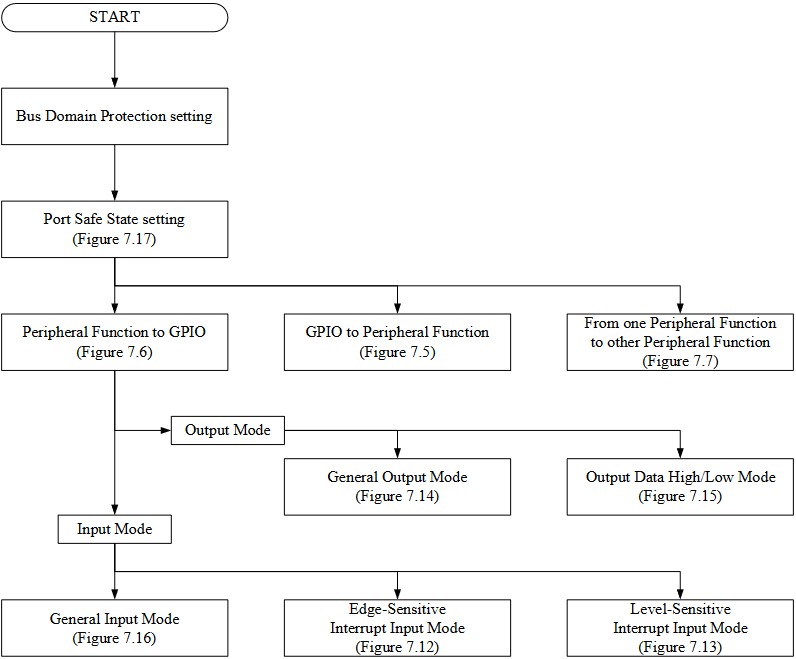 START
Bus Domain Protection setting
Port Safe State setting
(Figure 7.17)
Peripheral Function to GPIO
(Figure 7.6)
GPIO to Peripheral Function
(Figure 7.5)
From one Peripheral Function
to other Peripheral Function
(Figure 7.7)
Output Mode
General Output Mode
(Figure 7.14)
Output Data High/Low Mode
(Figure 7.15)
Input Mode
General Input Mode
(Figure 7.16)
Edge-Sensitive
Interrupt Input Mode
(Figure 7.12)
Level-Sensitive
Interrupt Input Mode
(Figure 7.13)